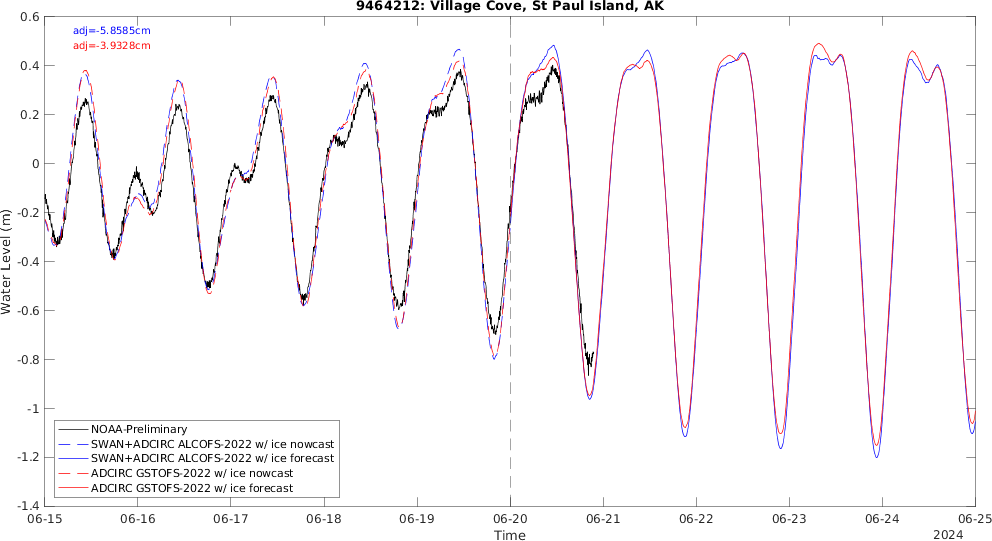 9464212: Village Cove, St Paul Island, AK
adj=-5.8585cm
adj=-3.9328cm
0.6
0.4
0.2
0
-0.2
-0.4
-0.6
-0.8
-1
-1.2
-1.4
Water Level (m)
NOAA-Preliminary
SWAN+ADCIRC ALCOFS-2022 w/ ice nowcast
SWAN+ADCIRC ALCOFS-2022 w/ ice forecast
ADCIRC GSTOFS-2022 w/ ice nowcast
ADCIRC GSTOFS-2022 w/ ice forecast
06-15 06-16 06-17 06-18 06-19 06-20 06-21 06-22 06-23 06-24 06-25
Time
2024